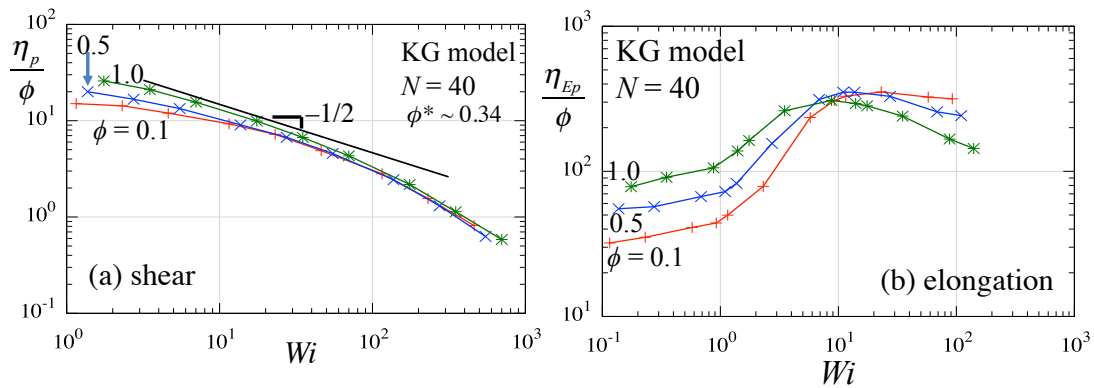 10²
η_p
φ
10¹
10⁰
10⁻¹
0.5
1.0
φ = 0.1
KG model
N = 40
φ* ~ 0.34
−1/2
(a) shear
10⁰ 10¹ 10² 10³
Wi
10³
η_Ep
φ
10²
10¹
KG model
N = 40
1.0
0.5
φ = 0.1
(b) elongation
10⁻¹ 10⁰ 10¹ 10² 10³
Wi